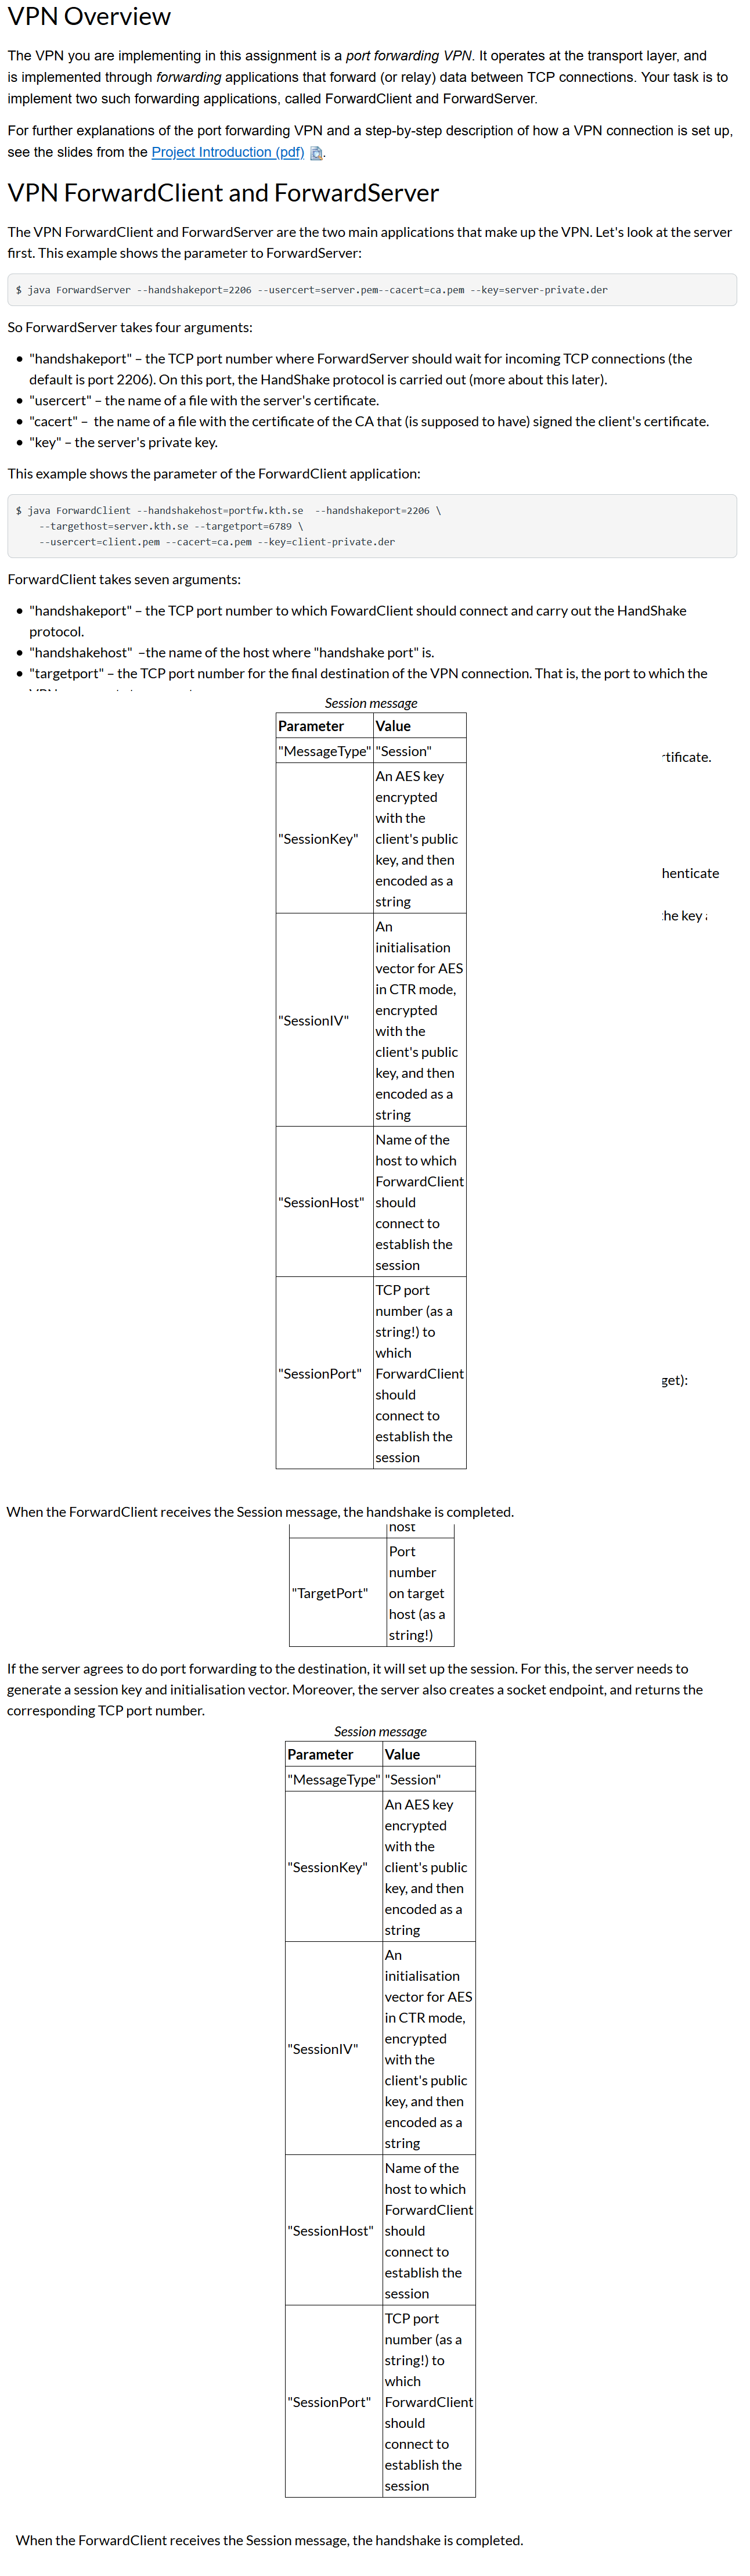 VPN Overview
The VPN you are implementing in this assignment is a port forwarding VPN. It operates at the transport layer, and
is implemented through forwarding applications that forward (or relay) data between TCP connections. Your task is to
implement two such forwarding applications, called ForwardClient and ForwardServer.
For further explanations of the port forwarding VPN and a step-by-step description of how a VPN connection is set up,
see the slides from the Project Introduction (pdf).
VPN ForwardClient and ForwardServer
The VPN ForwardClient and ForwardServer are the two main applications that make up the VPN. Let's look at the server
first. This example shows the parameter to ForwardServer:
$ java ForwardServer --handshakeport=2206 --usercert=server.pem--cacert=ca.pem --key=server-private.der
So ForwardServer takes four arguments:
• "handshakeport" – the TCP port number where ForwardServer should wait for incoming TCP connections (the
default is port 2206). On this port, the HandShake protocol is carried out (more about this later).
• "usercert" – the name of a file with the server's certificate.
• "cacert" – the name of a file with the certificate of the CA that (is supposed to have) signed the client's certificate.
• "key" – the server's private key.
This example shows the parameter of the ForwardClient application:
$ java ForwardClient --handshakehost=portfw.kth.se --handshakeport=2206 \
--targethost=server.kth.se --targetport=6789 \
--usercert=client.pem --cacert=ca.pem --key=client-private.der
ForwardClient takes seven arguments:
• "handshakeport" – the TCP port number to which FowardClient should connect and carry out the HandShake
protocol.
• "handshakehost" –the name of the host where "handshake port" is.
• "targetport" – the TCP port number for the final destination of the VPN connection. That is, the port to which the
Session message
Parameter Value
"MessageType" "Session"
tificate.
An AES key
encrypted
with the
"SessionKey" client's public
key, and then
henticate
encoded as a
string
he key
An
initialisation
vector for AES
in CTR mode,
encrypted
"SessionIV"
with the
client's public
key, and then
encoded as a
string
Name of the
host to which
ForwardClient
"SessionHost" should
connect to
establish the
session
TCP port
number (as a
string!) to
which
"SessionPort" ForwardClient
get):
should
connect to
establish the
session
When the ForwardClient receives the Session message, the handshake is completed.
host
Port
number
"TargetPort" on target
host (as a
string!)
If the server agrees to do port forwarding to the destination, it will set up the session. For this, the server needs to
generate a session key and initialisation vector. Moreover, the server also creates a socket endpoint, and returns the
corresponding TCP port number.
Session message
Parameter Value
"MessageType" "Session"
An AES key
encrypted
with the
"SessionKey" client's public
key, and then
encoded as a
string
An
initialisation
vector for AES
in CTR mode,
encrypted
"SessionIV"
with the
client's public
key, and then
encoded as a
string
Name of the
host to which
ForwardClient
"SessionHost" should
connect to
establish the
session
TCP port
number (as a
string!) to
which
"SessionPort" ForwardClient
should
connect to
establish the
session
When the ForwardClient receives the Session message, the handshake is completed.